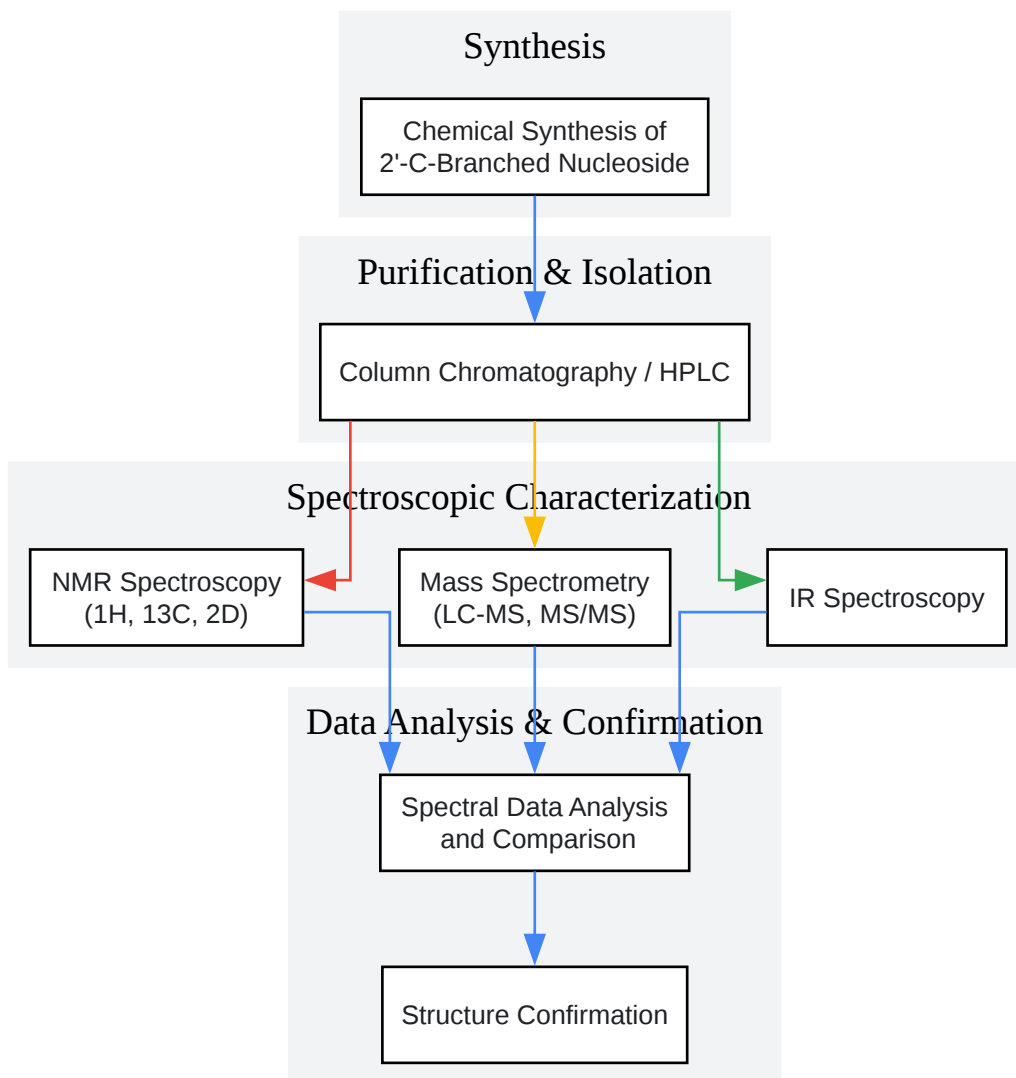 Synthesis
Chemical Synthesis of
2'-C-Branched Nucleoside
Purification & Isolation
Column Chromatography / HPLC
Spectroscopic Characterization
NMR Spectroscopy
(1H, 13C, 2D)
Mass Spectrometry
(LC-MS, MS/MS)
IR Spectroscopy
Data Analysis & Confirmation
Spectral Data Analysis
and Comparison
Structure Confirmation